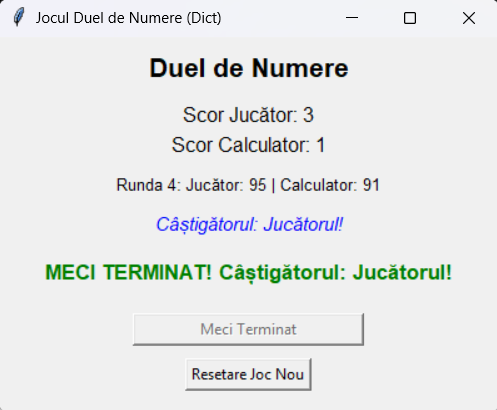 Jocul Duel de Numere (Dict)
Duel de Numere
Scor Jucător: 3
Scor Calculator: 1
Runda 4: Jucător: 95 | Calculator: 91
Câștigătorul: Jucătorul!
MECI TERMINAT! Câștigătorul: Jucătorul!
Meci Terminat
Resetare Joc Nou